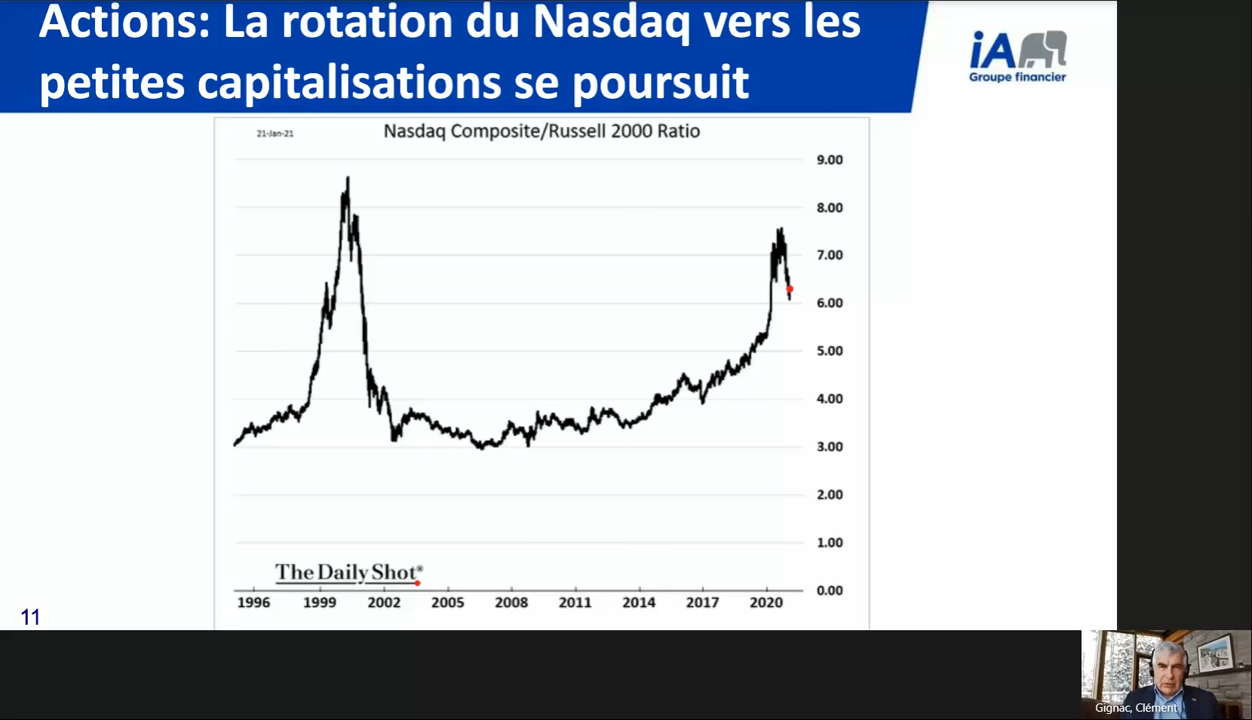 Actions: La rotation du Nasdaq vers les
petites capitalisations se poursuit
iA
Groupe financier
21-Jan-21
Nasdaq Composite/Russell 2000 Ratio
9.00
8.00
7.00
6.00
5.00
4.00
3.00
2.00
1.00
0.00
The Daily Shot®
1996 1999 2002 2005 2008 2011 2014 2017 2020
11
Gignac, Clément